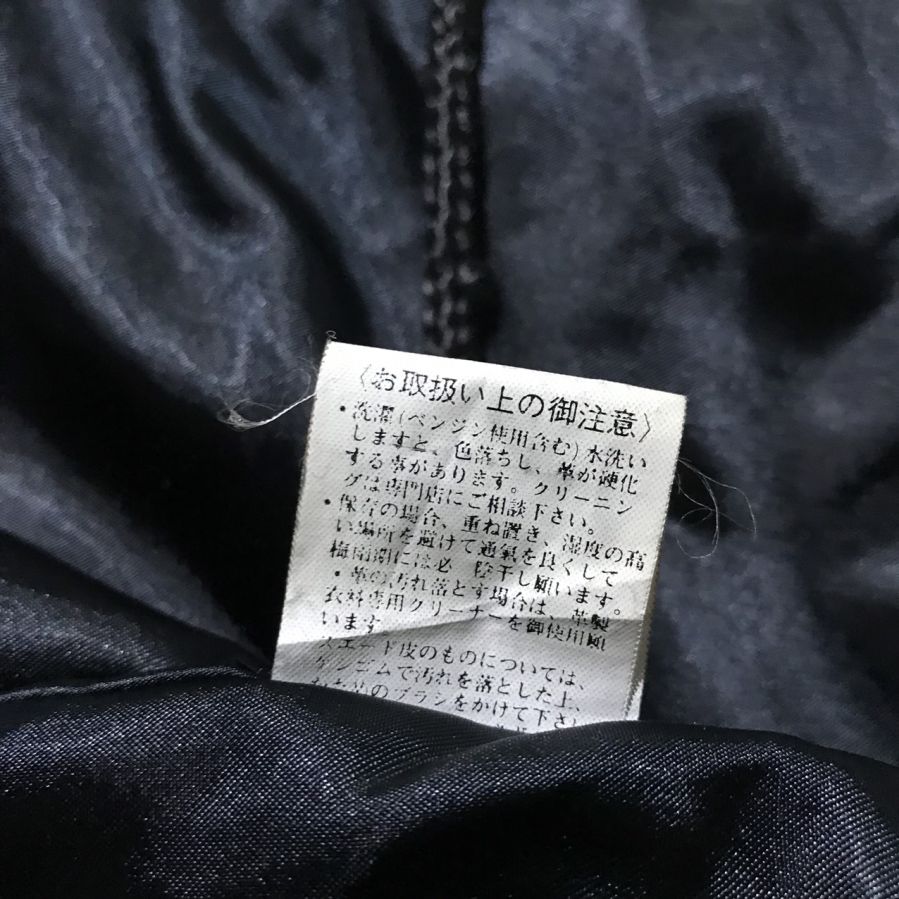 〈お取扱い上の御注意〉
・洗濯(ベンジン使用含む)水洗い
しますと、色落ちし、革が硬化
する事があります。クリーニン
グは専門店にご相談下さい。
・保存の場合、重ね置き、湿度の高
い場所を避けて通気を良くして
梅雨期には必 陰干し願います。
・革の汚れ落とす場合は、革製
衣料専用クリーナーを御使用願
います
スエード皮のものについては、
ゲンゴムで汚れを落とした上、
のブラシをかけて下さい